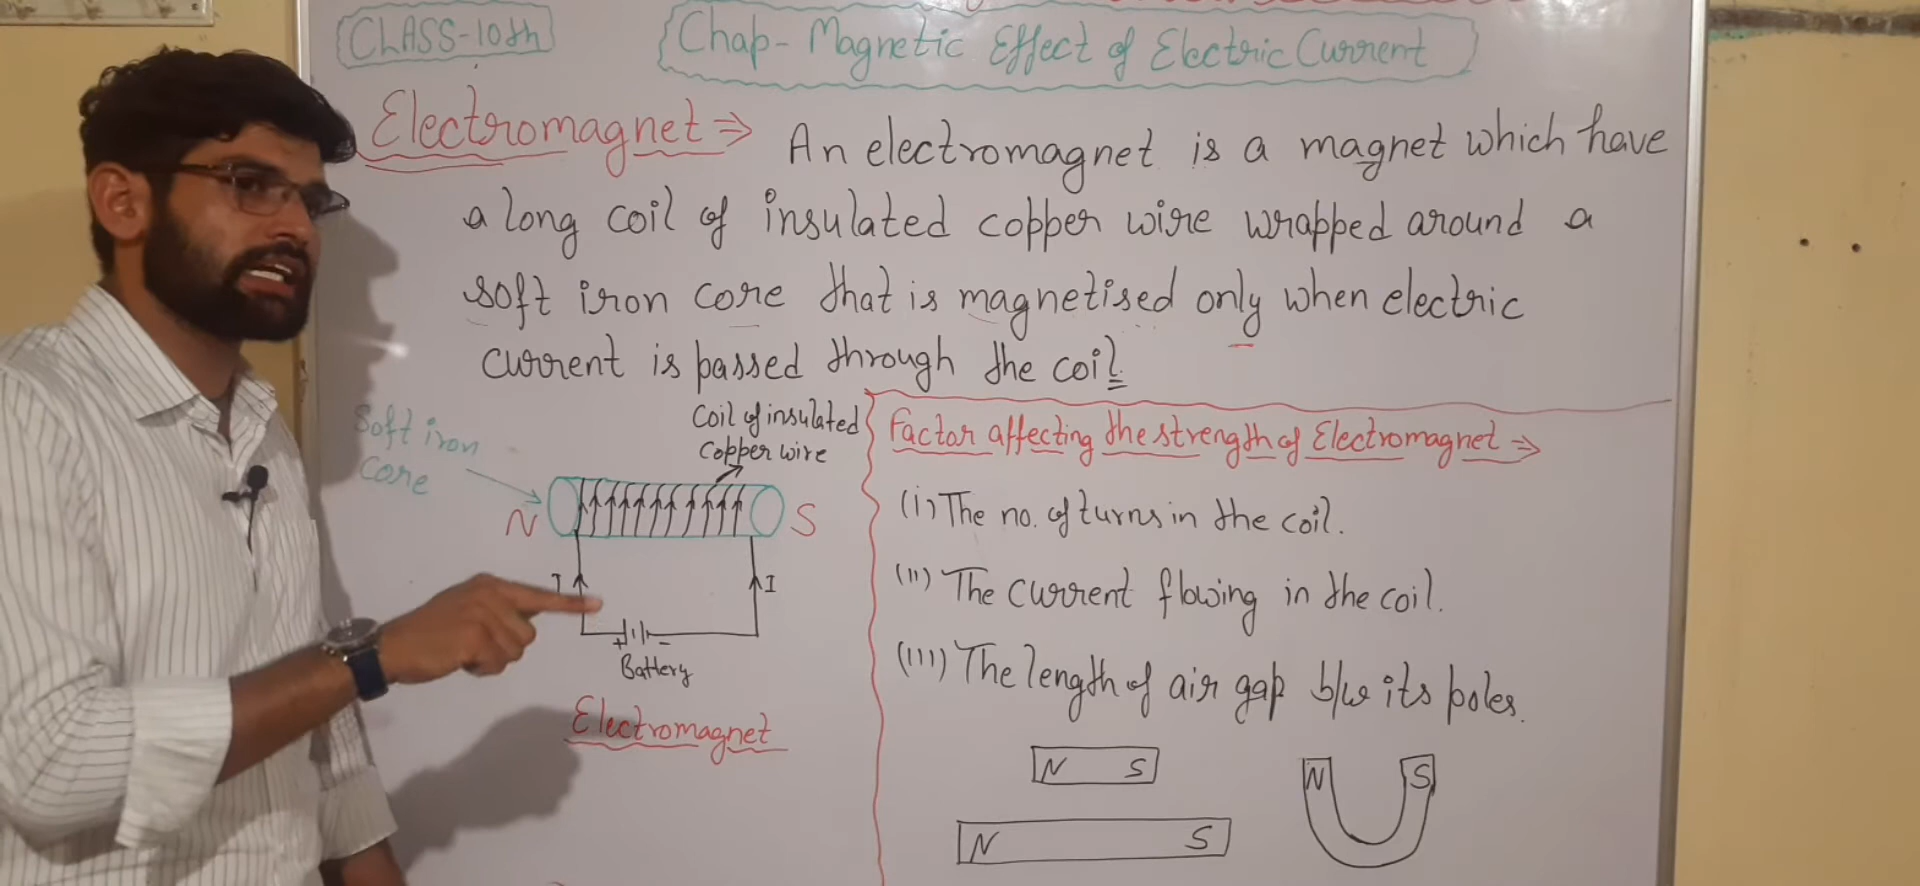 CLASS-10th
Chap- Magnetic Effect of Electric Current
Electromagnet ⇒ An electromagnet is a magnet which have
a long coil of insulated copper wire wrapped around a
soft iron core that is magnetised only when electric
current is passed through the coil.
Soft iron
core
Coil of insulated
Copper wire
N
S
I
I
+
-
Battery
Electromagnet
Factor affecting the strength of Electromagnet ⇒
(i) The no. of turns in the coil.
(ii) The current flowing in the coil.
(iii) The length of air gap b/w its poles.
N S
N S
N S